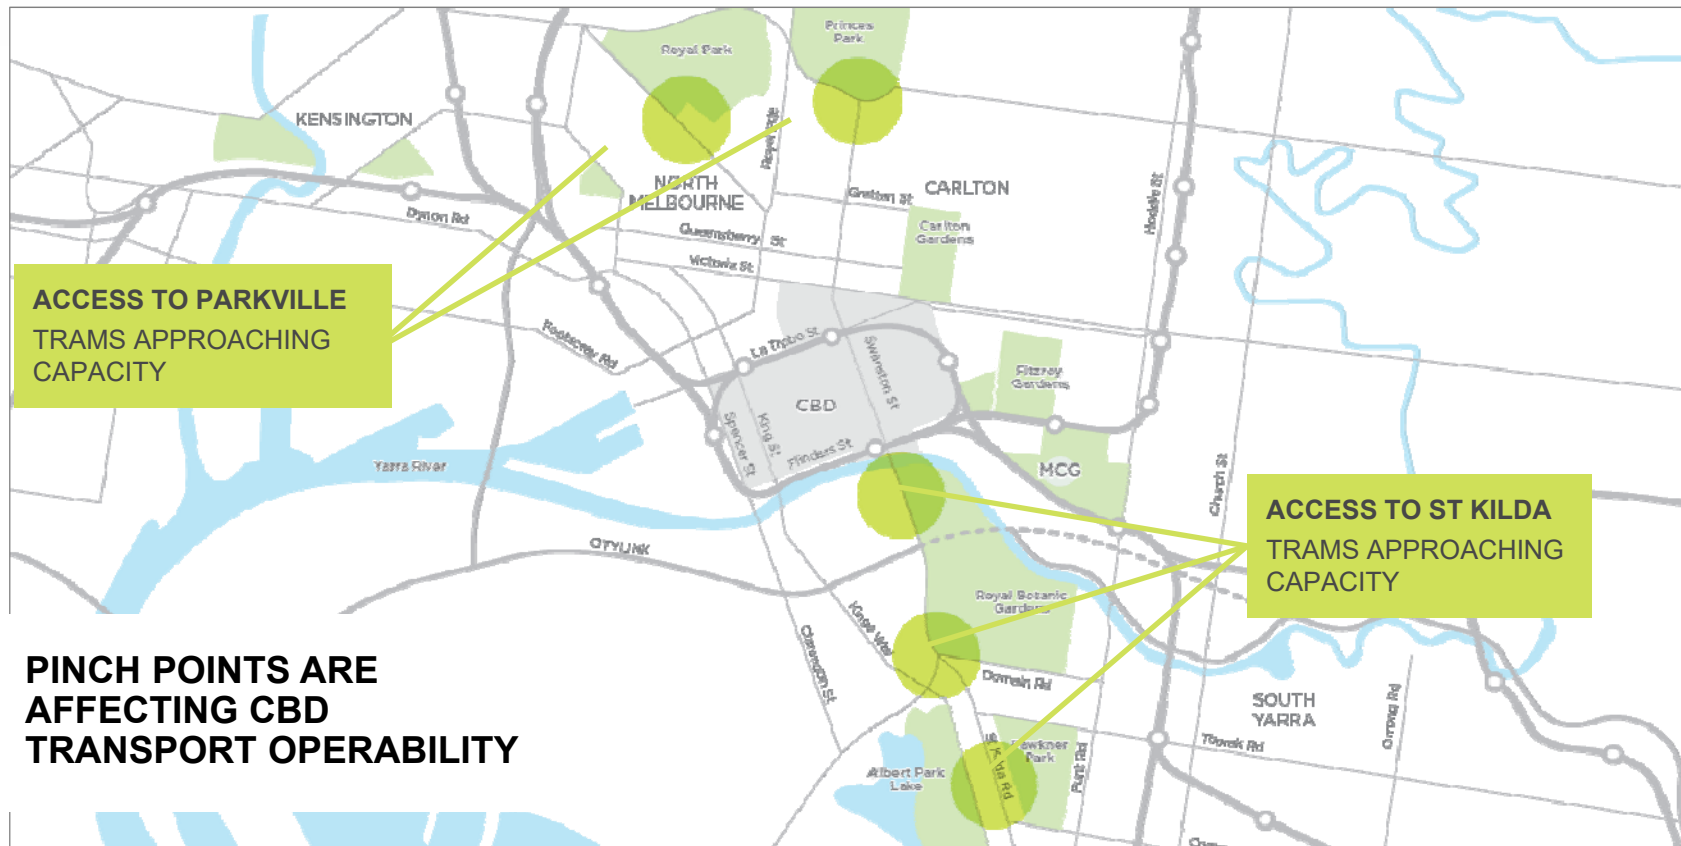 Princes
Park
Royal Park
KENSINGTON
Royal Pde
NORTH
MELBOURNE
Grattan St
CARLTON
Hoddle St
Dynon Rd
Queensberry St
Carlton
Gardens
Victoria St
ACCESS TO PARKVILLE
TRAMS APPROACHING
CAPACITY
Footscray Rd
La Trobe St
Swanston St
Fitzroy
Gardens
CBD
Spencer St
King St
Flinders St
Yarra River
MCG
Church St
ACCESS TO ST KILDA
TRAMS APPROACHING
CAPACITY
CITYLINK
Royal Botanic
Gardens
Kings Way
Clarendon St
Domain Rd
PINCH POINTS ARE
AFFECTING CBD
TRANSPORT OPERABILITY
SOUTH
YARRA
Orrong Rd
Toorak Rd
Punt Rd
Fawkner
Park
St Kilda Rd
Albert Park
Lake